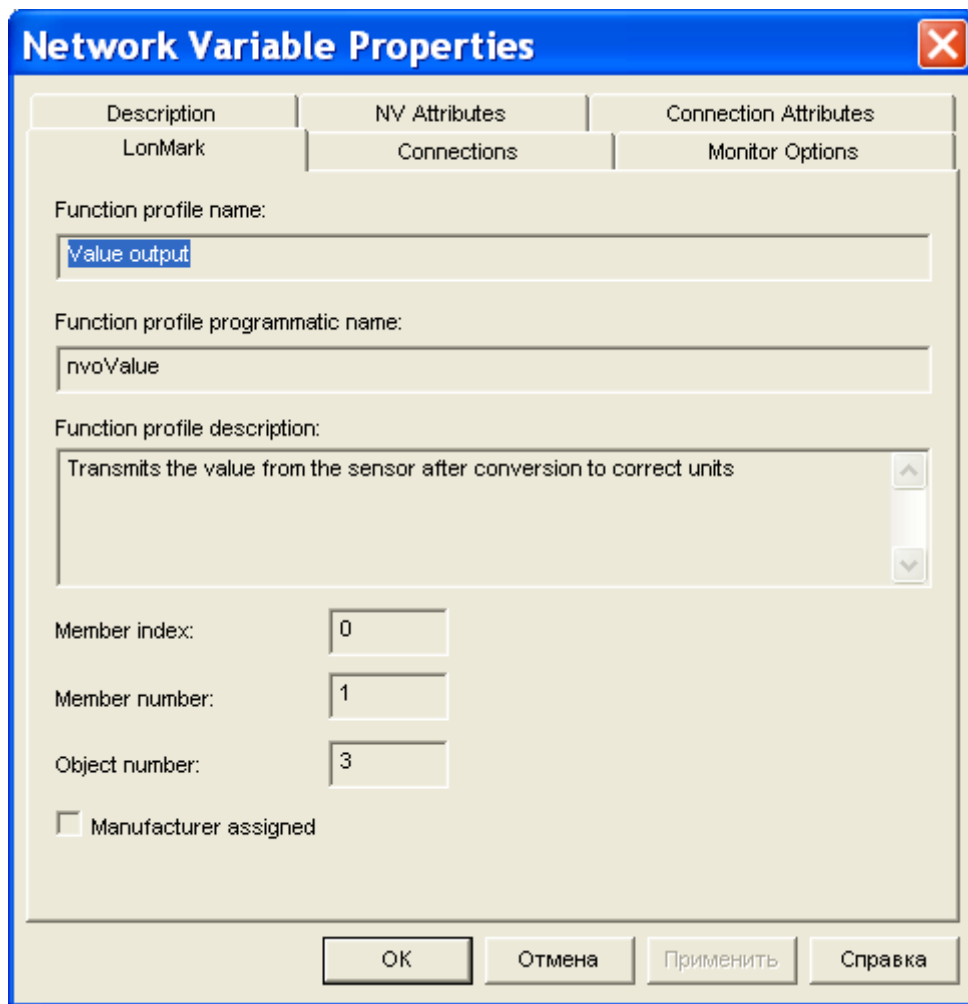 Network Variable Properties
Description NV Attributes Connection Attributes
LonMark Connections Monitor Options
Function profile name:
Value output
Function profile programmatic name:
nvoValue
Function profile description:
Transmits the value from the sensor after conversion to correct units
Member index: 0
Member number: 1
Object number: 3
Manufacturer assigned
OK Отмена Применить Справка